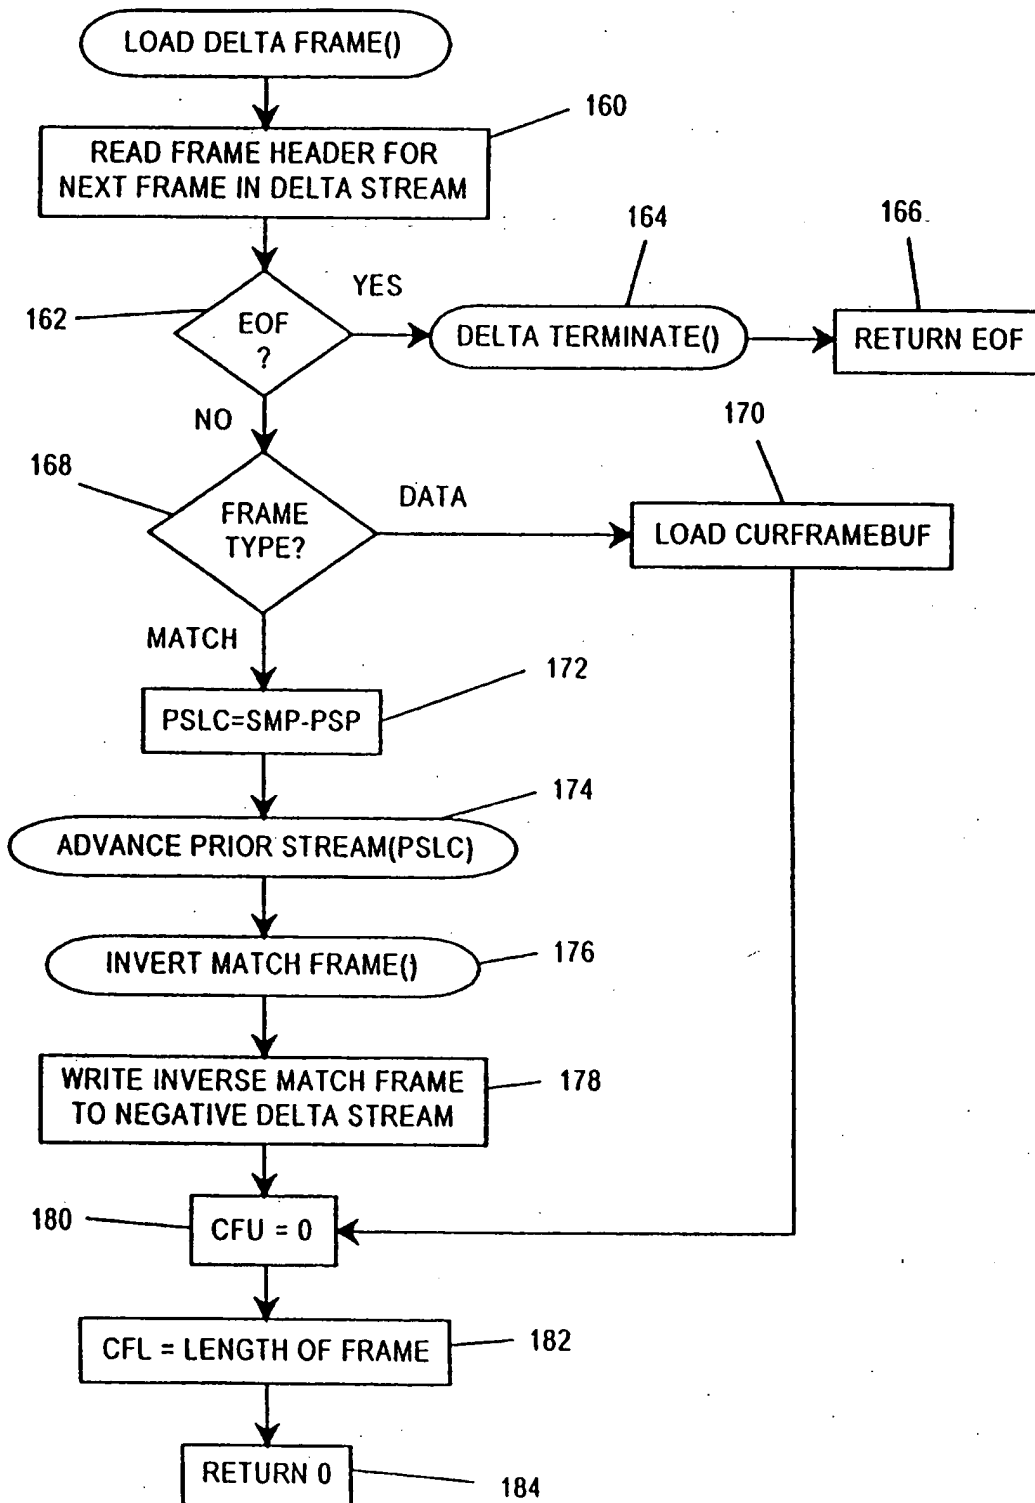 LOAD DELTA FRAME()
160
READ FRAME HEADER FOR
NEXT FRAME IN DELTA STREAM
164
166
162
EOF
?
YES
DELTA TERMINATE()
RETURN EOF
NO
170
168
FRAME
TYPE?
DATA
LOAD CURFRAMEBUF
MATCH
172
PSLC=SMP-PSP
174
ADVANCE PRIOR STREAM(PSLC)
INVERT MATCH FRAME()
176
WRITE INVERSE MATCH FRAME
TO NEGATIVE DELTA STREAM
178
180
CFU = 0
CFL = LENGTH OF FRAME
182
RETURN 0
184